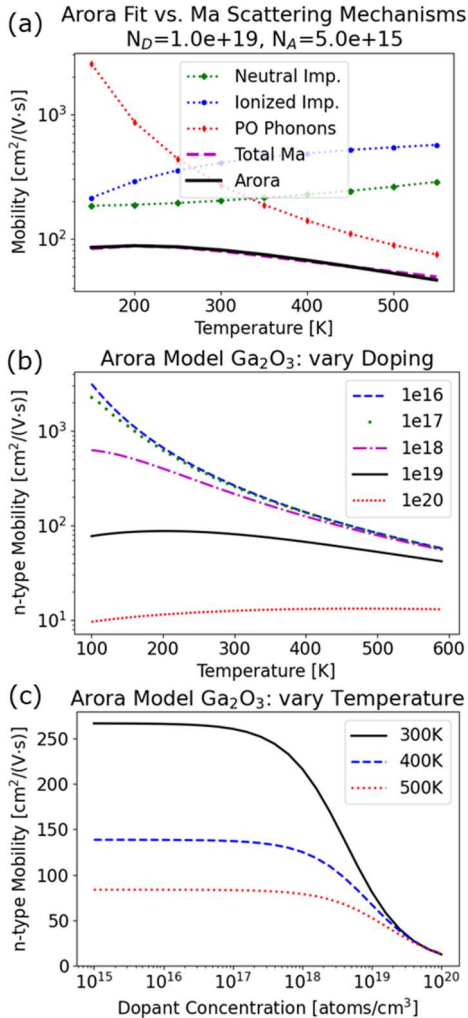 (a) Arora Fit vs. Ma Scattering Mechanisms
N_D=1.0e+19, N_A=5.0e+15
Mobility [cm²/(V·s)]
10³
10²
Neutral Imp.
Ionized Imp.
PO Phonons
Total Ma
Arora
200 300 400 500
Temperature [K]
(b) Arora Model Ga₂O₃: vary Doping
n-type Mobility [cm²/(V·s)]
10³
10²
10¹
1e16
1e17
1e18
1e19
1e20
100 200 300 400 500 600
Temperature [K]
(c) Arora Model Ga₂O₃: vary Temperature
n-type Mobility [cm²/(V·s)]
250
200
150
100
50
0
300K
400K
500K
10¹⁵ 10¹⁶ 10¹⁷ 10¹⁸ 10¹⁹ 10²⁰
Dopant Concentration [atoms/cm³]